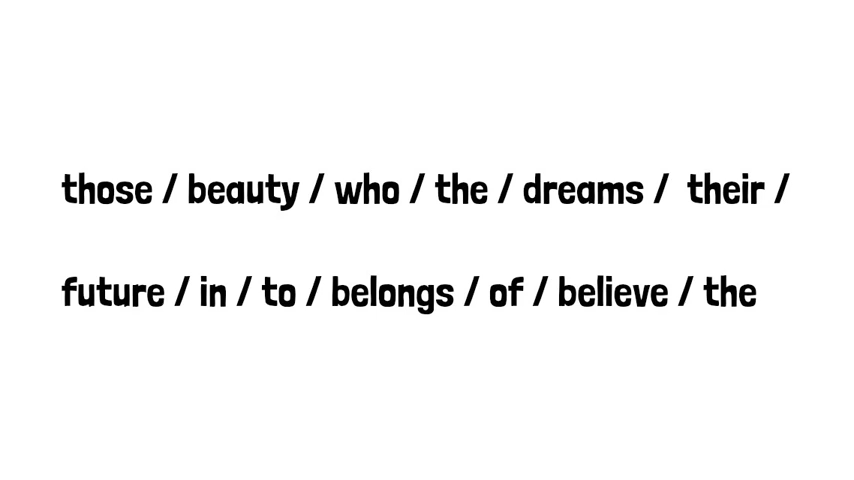 those / beauty / who / the / dreams / their /
future / in / to / belongs / of / believe / the